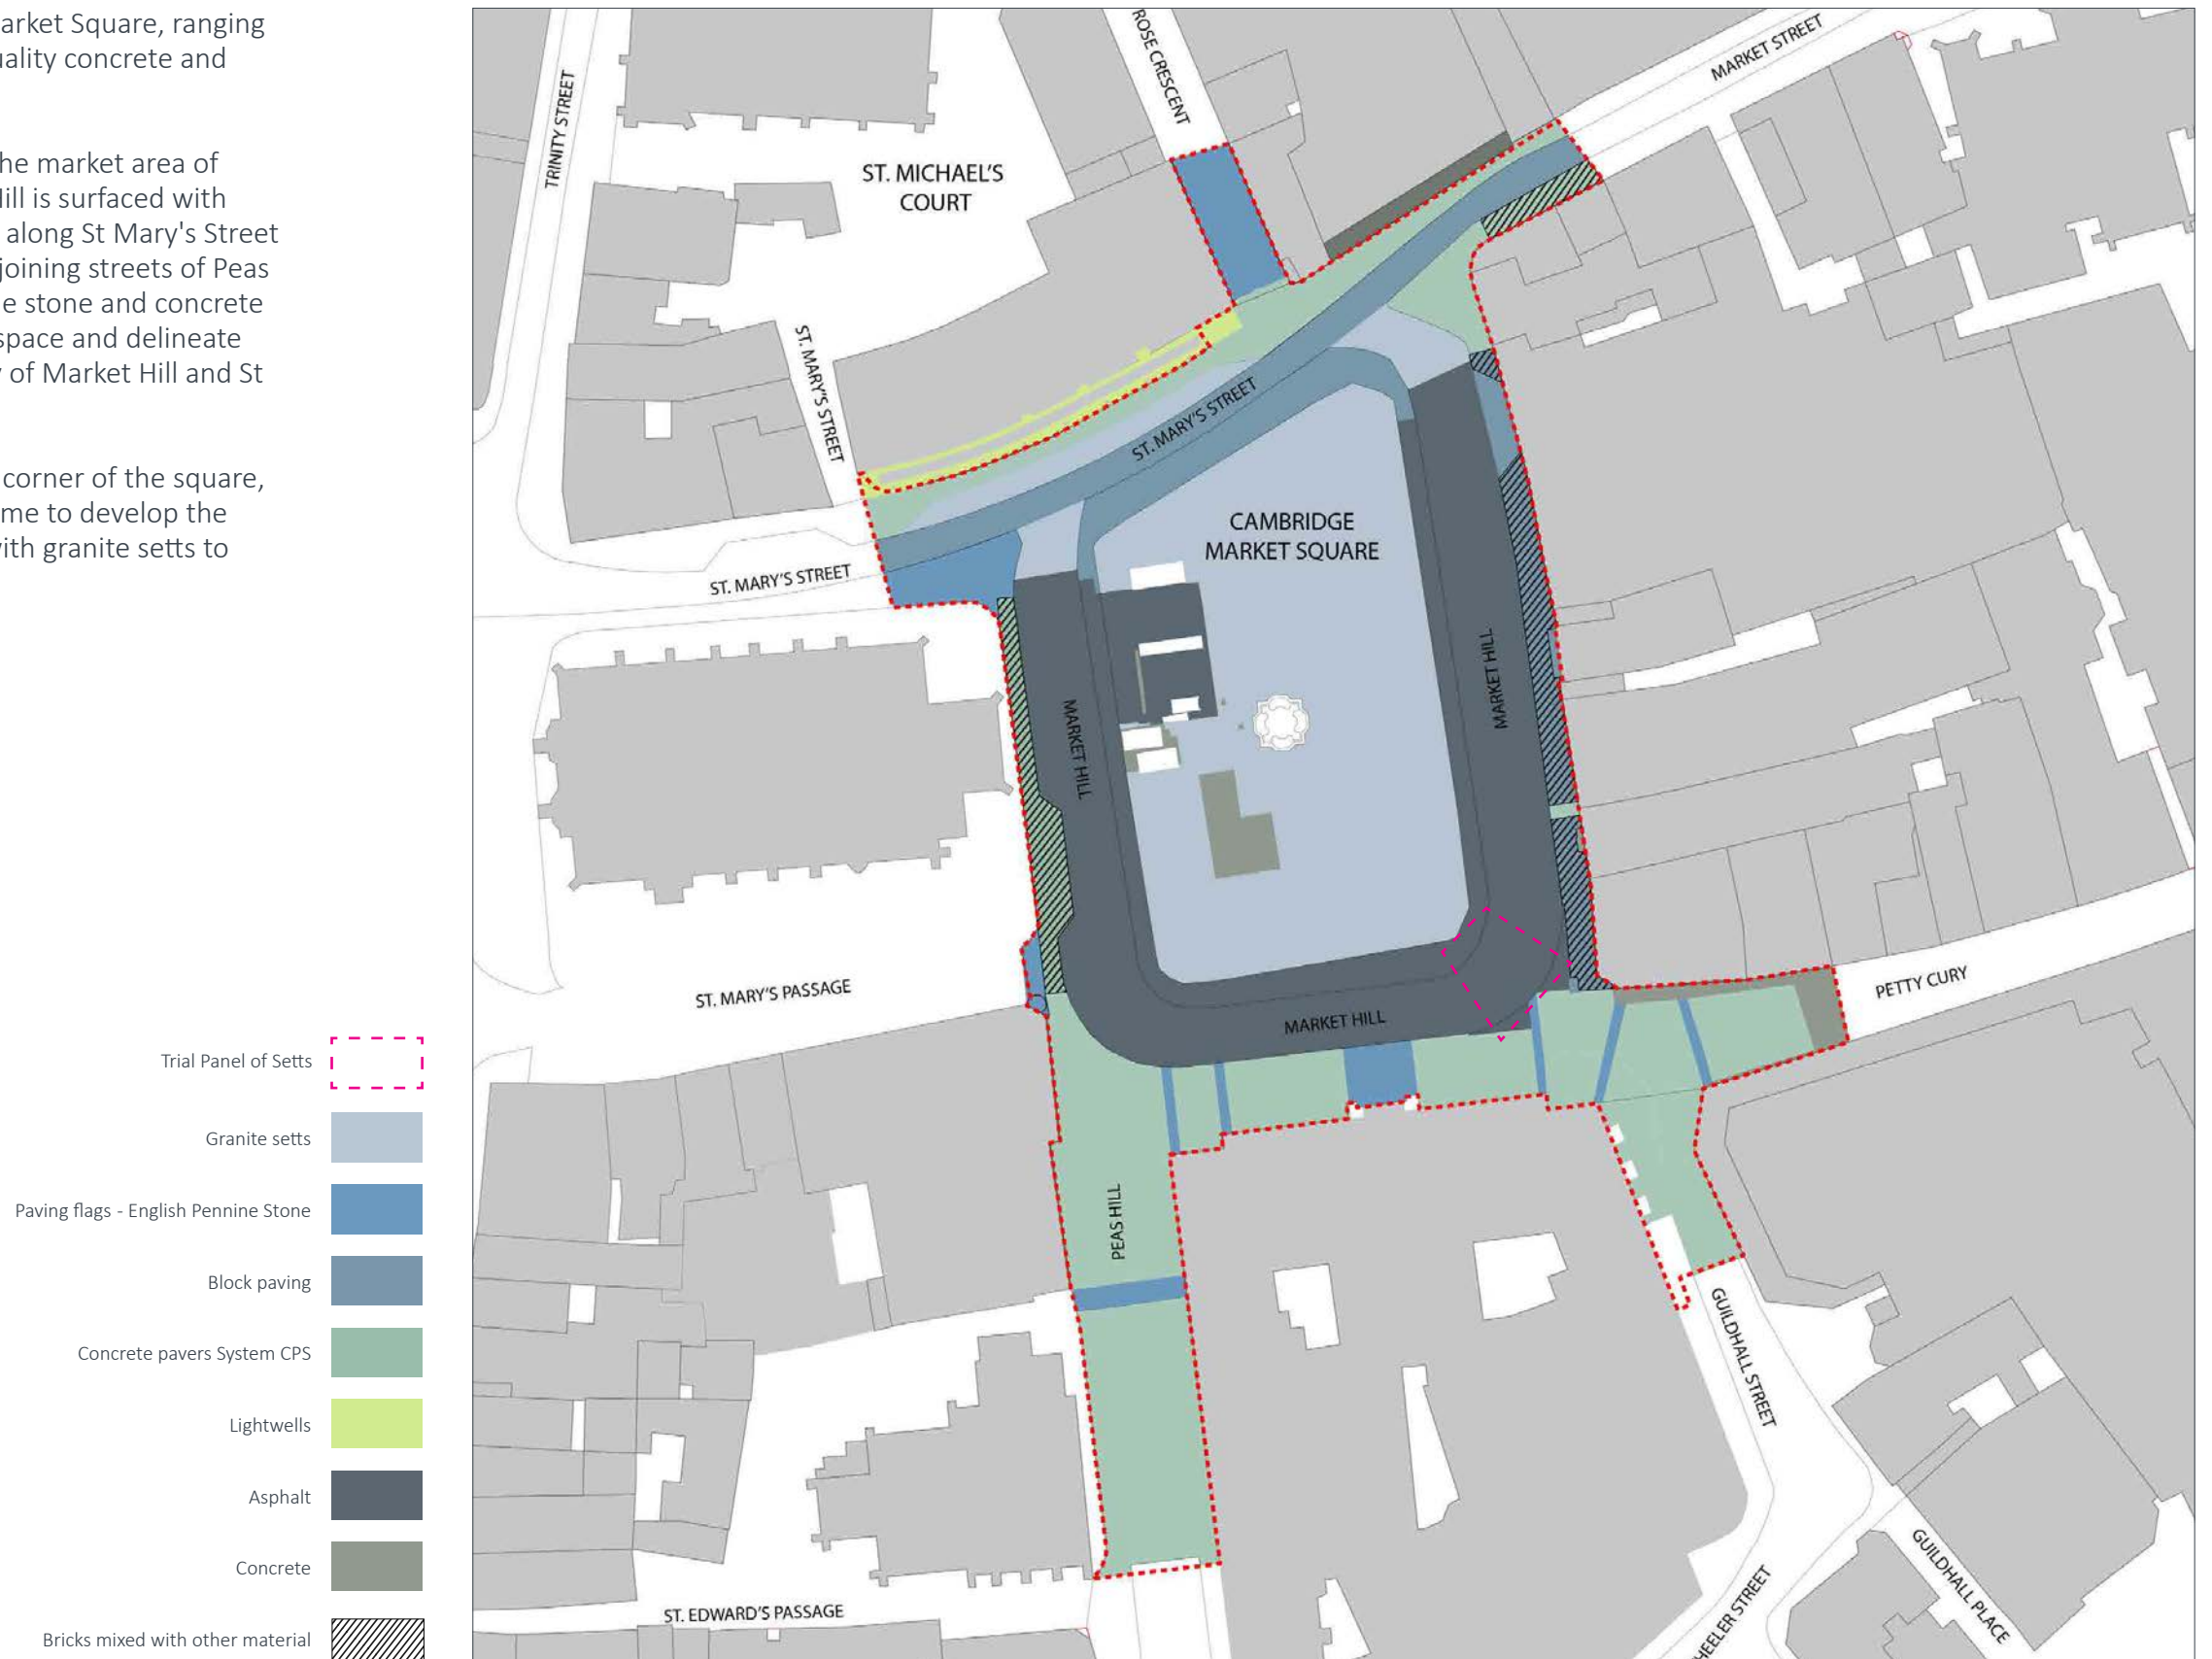 arket Square, ranging
uality concrete and
he market area of
Hill is surfaced with
along St Mary's Street
joining streets of Peas
e stone and concrete
space and delineate
of Market Hill and St
corner of the square,
me to develop the
with granite setts to
Trial Panel of Setts
Granite setts
Paving flags - English Pennine Stone
Block paving
Concrete pavers System CPS
Lightwells
Asphalt
Concrete
Bricks mixed with other material
TRINITY STREET
ST. MICHAEL'S
COURT
ROSE CRESCENT
MARKET STREET
ST. MARY'S STREET
ST. MARY'S STREET
ST. MARY'S STREET
CAMBRIDGE
MARKET SQUARE
MARKET HILL
MARKET HILL
MARKET HILL
ST. MARY'S PASSAGE
PETTY CURY
PEAS HILL
GUILDHALL STREET
GUILDHALL PLACE
HEELER STREET
ST. EDWARD'S PASSAGE